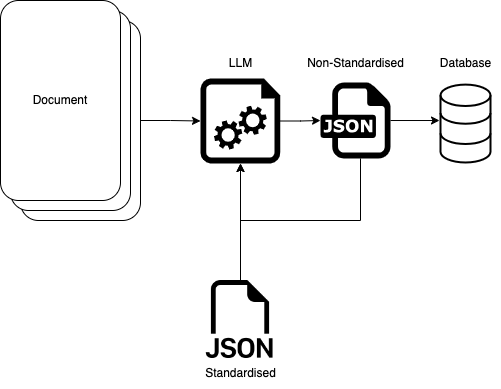 LLM
Non-Standardised
Database
Document
JSON
JSON
Standardised